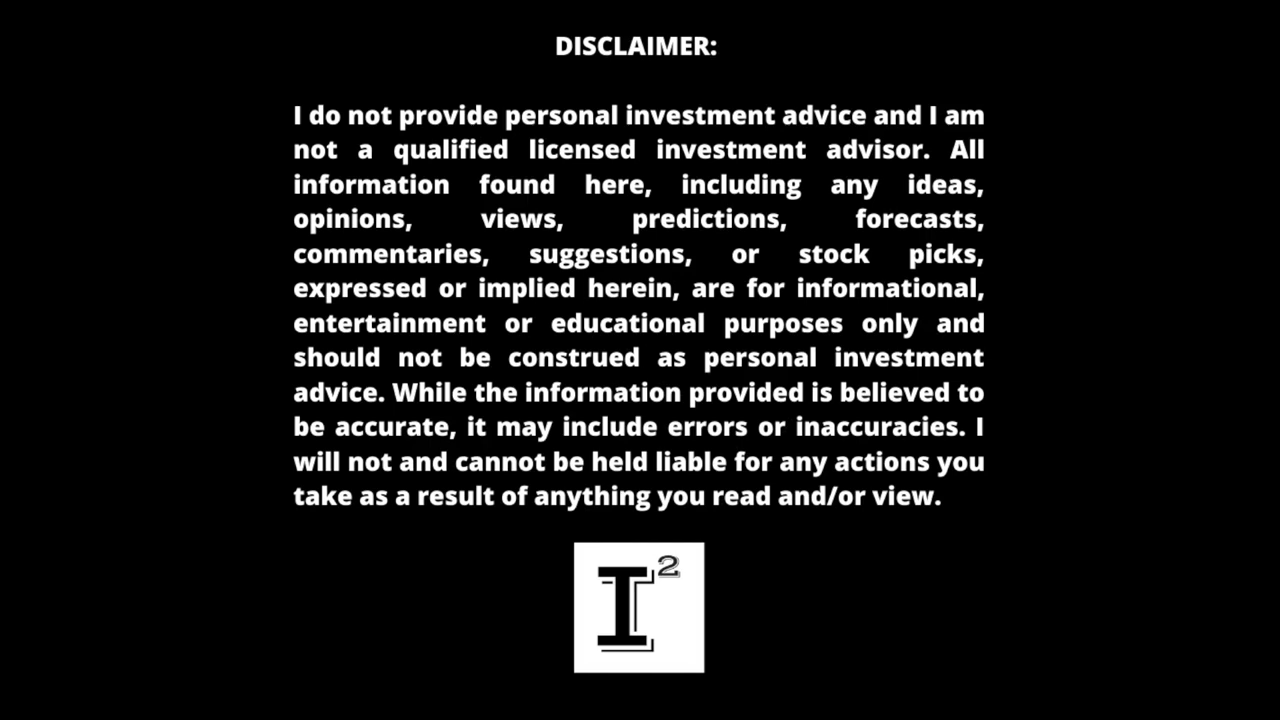 DISCLAIMER:
I do not provide personal investment advice and I am
not a qualified licensed investment advisor. All
information found here, including any ideas,
opinions, views, predictions, forecasts,
commentaries, suggestions, or stock picks,
expressed or implied herein, are for informational,
entertainment or educational purposes only and
should not be construed as personal investment
advice. While the information provided is believed to
be accurate, it may include errors or inaccuracies. I
will not and cannot be held liable for any actions you
take as a result of anything you read and/or view.
I²